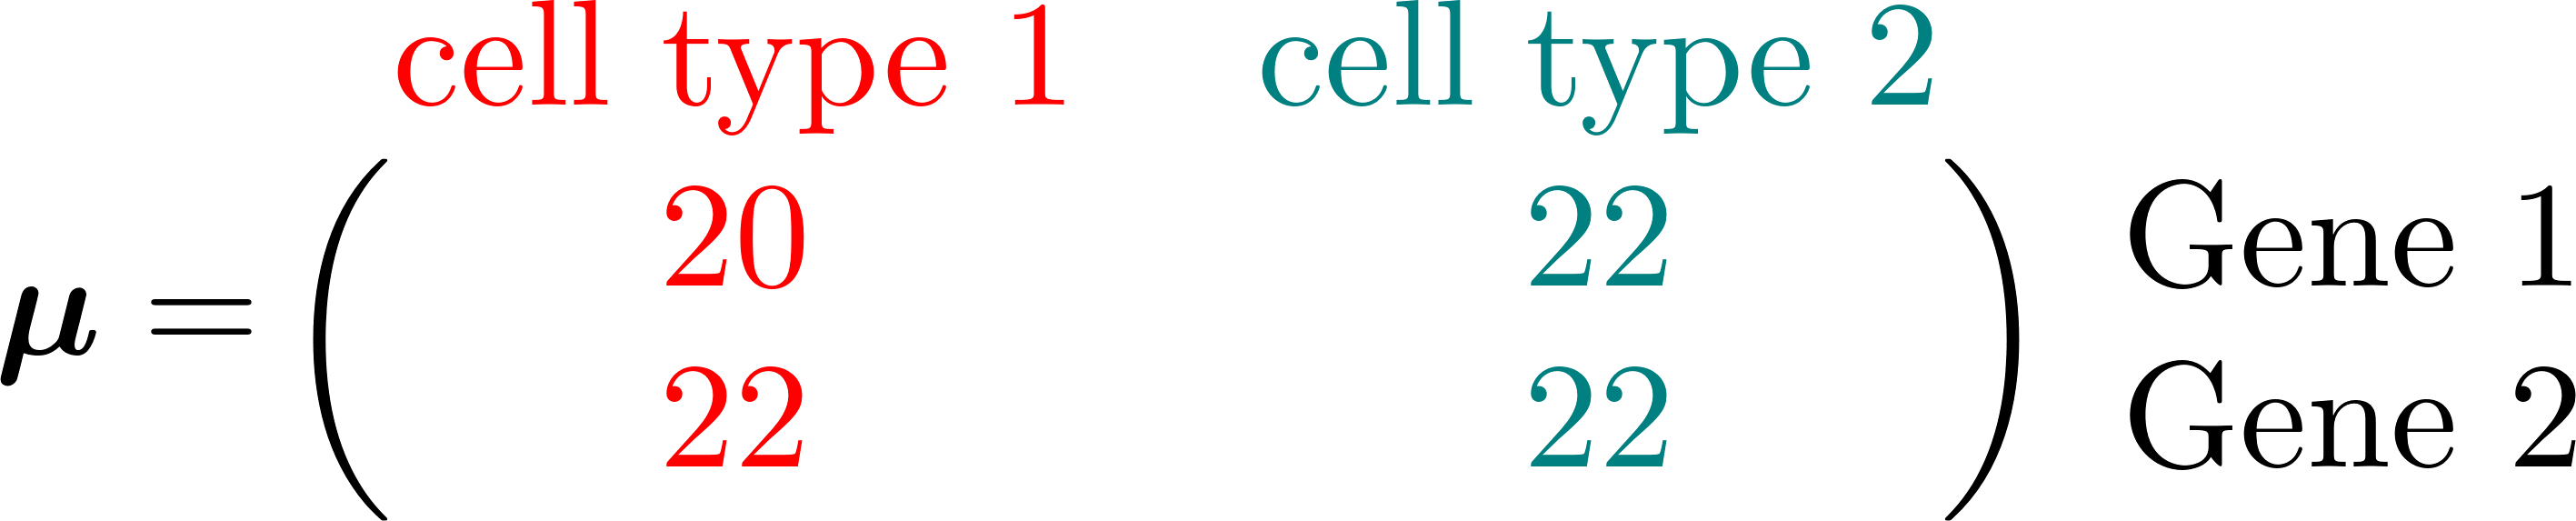 cell type 1 cell type 2
μ = ( 20 22 ) Gene 1
22 22 Gene 2